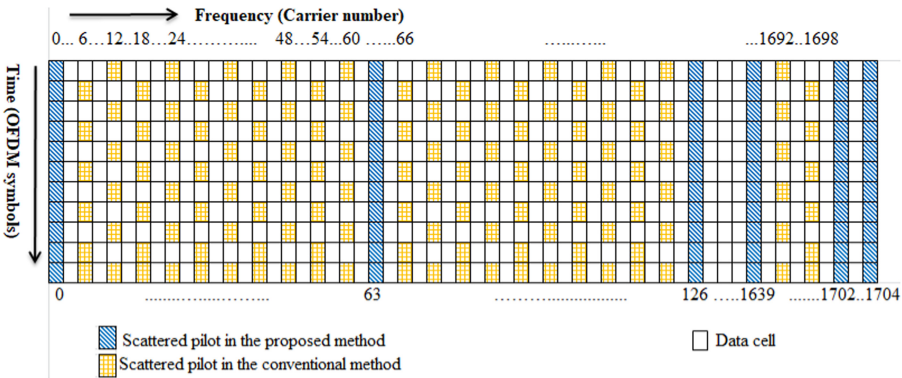 Frequency (Carrier number)
0... 6…12..18…24………….... 48…54…60 ……66 ……..…… ...1692..1698
Time (OFDM symbols)
0 ……………………… 63 ………………………... 126 …...1639 .......1702..1704
Scattered pilot in the proposed method
Data cell
Scattered pilot in the conventional method